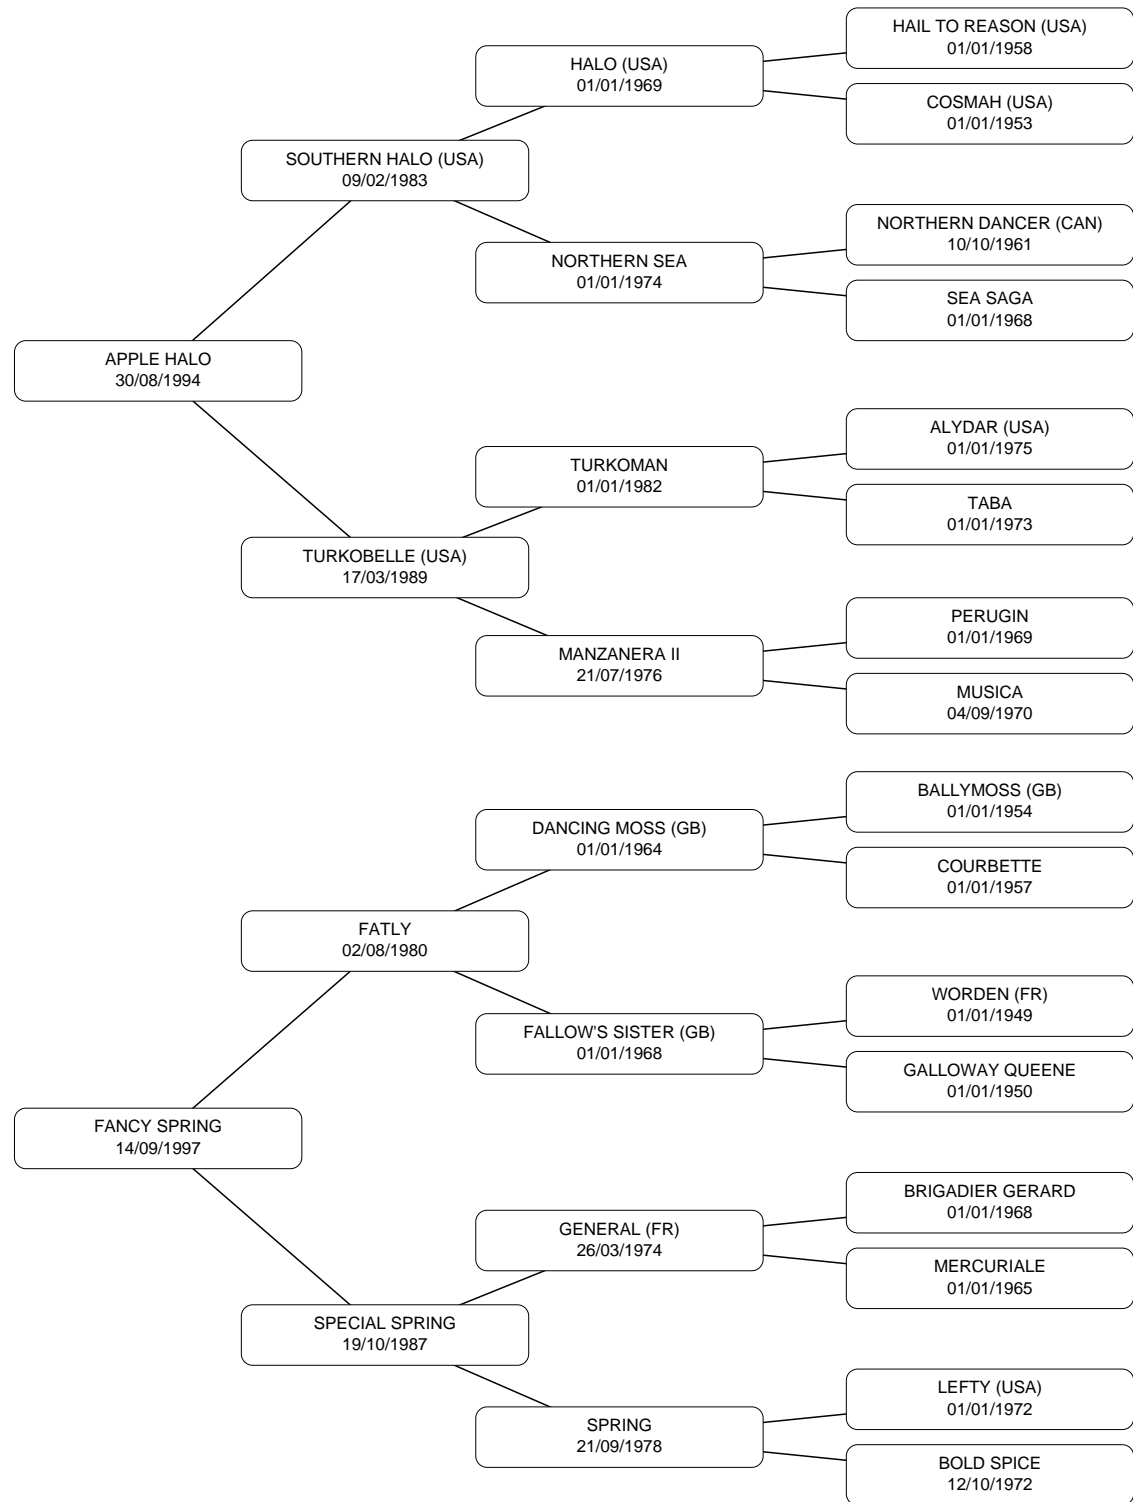 HAIL TO REASON (USA)
01/01/1958
HALO (USA)
01/01/1969
COSMAH (USA)
01/01/1953
SOUTHERN HALO (USA)
09/02/1983
NORTHERN DANCER (CAN)
10/10/1961
NORTHERN SEA
01/01/1974
SEA SAGA
01/01/1968
APPLE HALO
30/08/1994
ALYDAR (USA)
01/01/1975
TURKOMAN
01/01/1982
TABA
01/01/1973
TURKOBELLE (USA)
17/03/1989
PERUGIN
01/01/1969
MANZANERA II
21/07/1976
MUSICA
04/09/1970
BALLYMOSS (GB)
01/01/1954
DANCING MOSS (GB)
01/01/1964
COURBETTE
01/01/1957
FATLY
02/08/1980
WORDEN (FR)
01/01/1949
FALLOW'S SISTER (GB)
01/01/1968
GALLOWAY QUEENE
01/01/1950
FANCY SPRING
14/09/1997
BRIGADIER GERARD
01/01/1968
GENERAL (FR)
26/03/1974
MERCURIALE
01/01/1965
SPECIAL SPRING
19/10/1987
LEFTY (USA)
01/01/1972
SPRING
21/09/1978
BOLD SPICE
12/10/1972